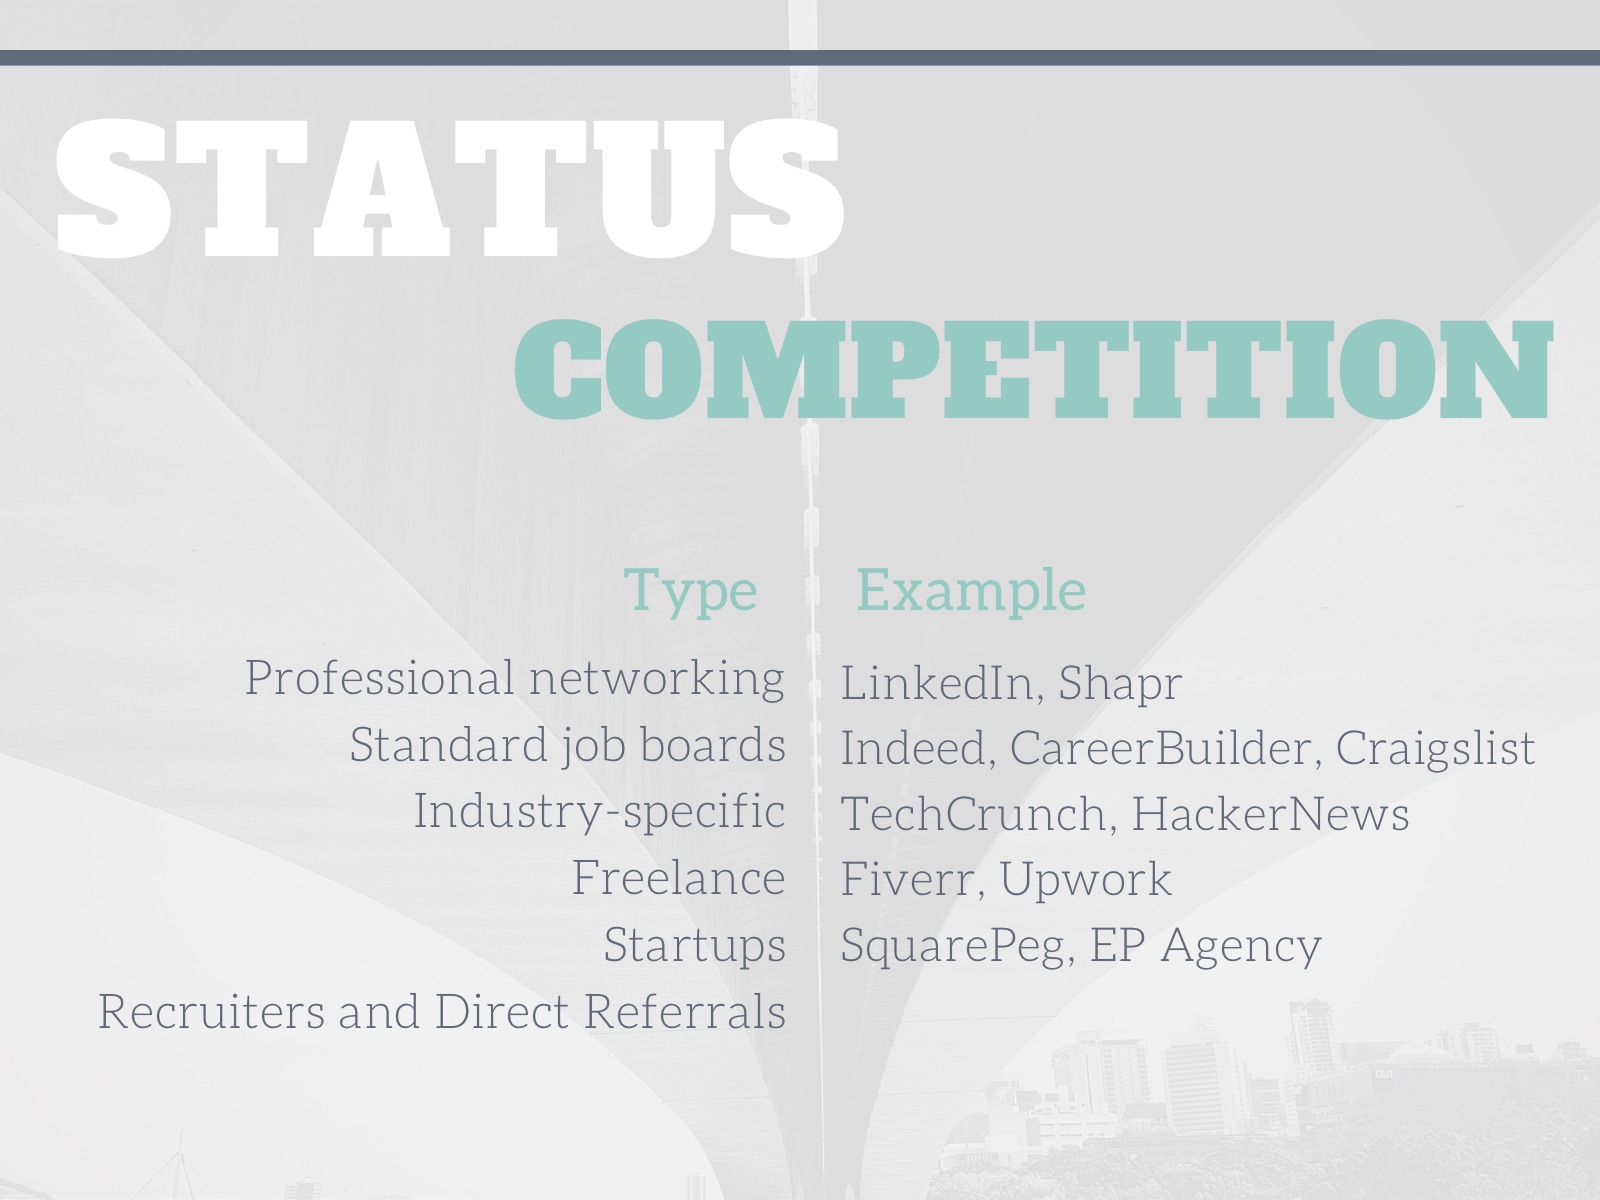 STATUS
COMPETITION
Type Example
Professional networking LinkedIn, Shapr
Standard job boards Indeed, CareerBuilder, Craigslist
Industry-specific TechCrunch, HackerNews
Freelance Fiverr, Upwork
Startups SquarePeg, EP Agency
Recruiters and Direct Referrals